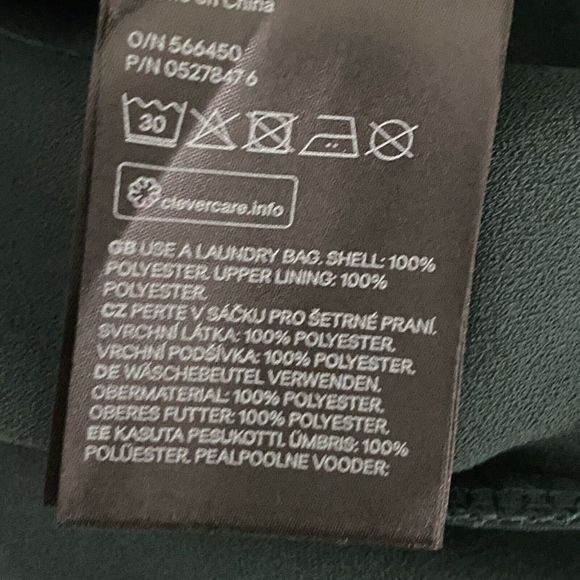 on China
O/N 566450
P/N 0527847 6
30
clevercare.info
GB USE A LAUNDRY BAG. SHELL: 100%
POLYESTER. UPPER LINING: 100%
POLYESTER.
CZ PERTE V SÁČKU PRO ŠETRNÉ PRANÍ.
SVRCHNÍ LÁTKA: 100% POLYESTER.
VRCHNÍ PODŠÍVKA: 100% POLYESTER.
DE WÄSCHEBEUTEL VERWENDEN.
OBERMATERIAL: 100% POLYESTER.
OBERES FUTTER: 100% POLYESTER.
EE KASUTA PESUKOTTI. ÜMBRIS: 100%
POLÜESTER. PEALPOOLNE VOODER: